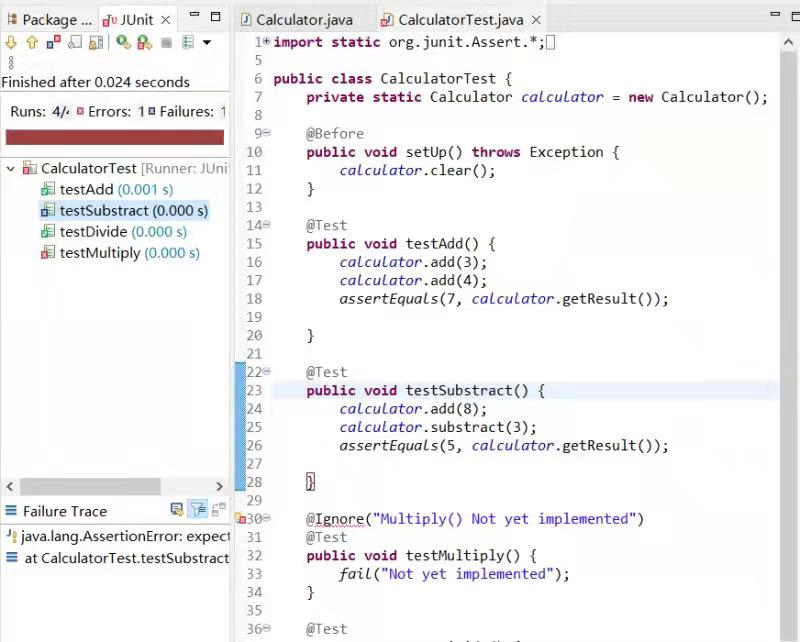 Package ... JUnit
Finished after 0.024 seconds
Runs: 4/4 Errors: 1 Failures: 1
CalculatorTest [Runner: JUni
testAdd (0.001 s)
testSubstract (0.000 s)
testDivide (0.000 s)
testMultiply (0.000 s)
Failure Trace
java.lang.AssertionError: expect
at CalculatorTest.testSubstract
Calculator.java CalculatorTest.java
1 import static org.junit.Assert.*;
5
6 public class CalculatorTest {
7 private static Calculator calculator = new Calculator();
8
9 @Before
10 public void setUp() throws Exception {
11 calculator.clear();
12 }
13
14 @Test
15 public void testAdd() {
16 calculator.add(3);
17 calculator.add(4);
18 assertEquals(7, calculator.getResult());
19
20 }
21
22 @Test
23 public void testSubstract() {
24 calculator.add(8);
25 calculator.substract(3);
26 assertEquals(5, calculator.getResult());
27
28 }
29
30 @Ignore("Multiply() Not yet implemented")
31 @Test
32 public void testMultiply() {
33 fail("Not yet implemented");
34 }
35
36 @Test